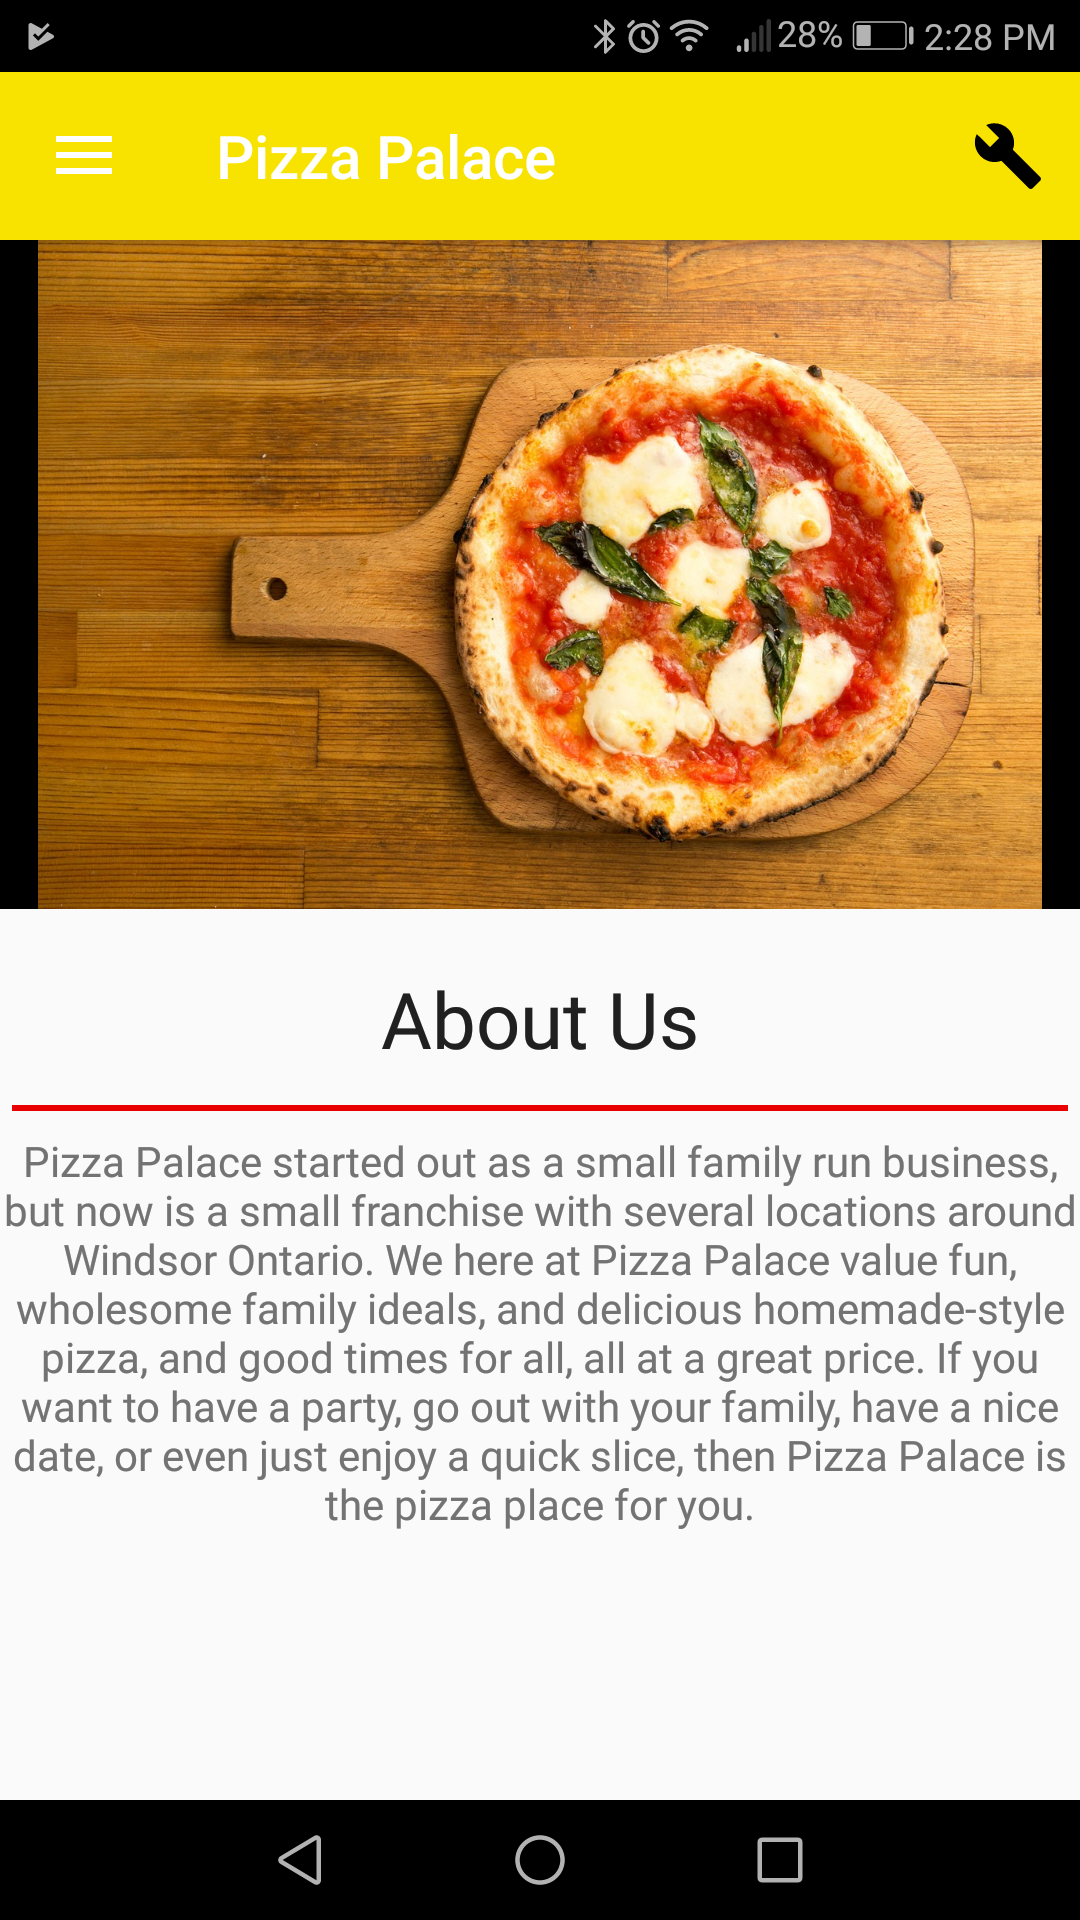 28% 2:28 PM
Pizza Palace
About Us
Pizza Palace started out as a small family run business,
but now is a small franchise with several locations around
Windsor Ontario. We here at Pizza Palace value fun,
wholesome family ideals, and delicious homemade-style
pizza, and good times for all, all at a great price. If you
want to have a party, go out with your family, have a nice
date, or even just enjoy a quick slice, then Pizza Palace is
the pizza place for you.